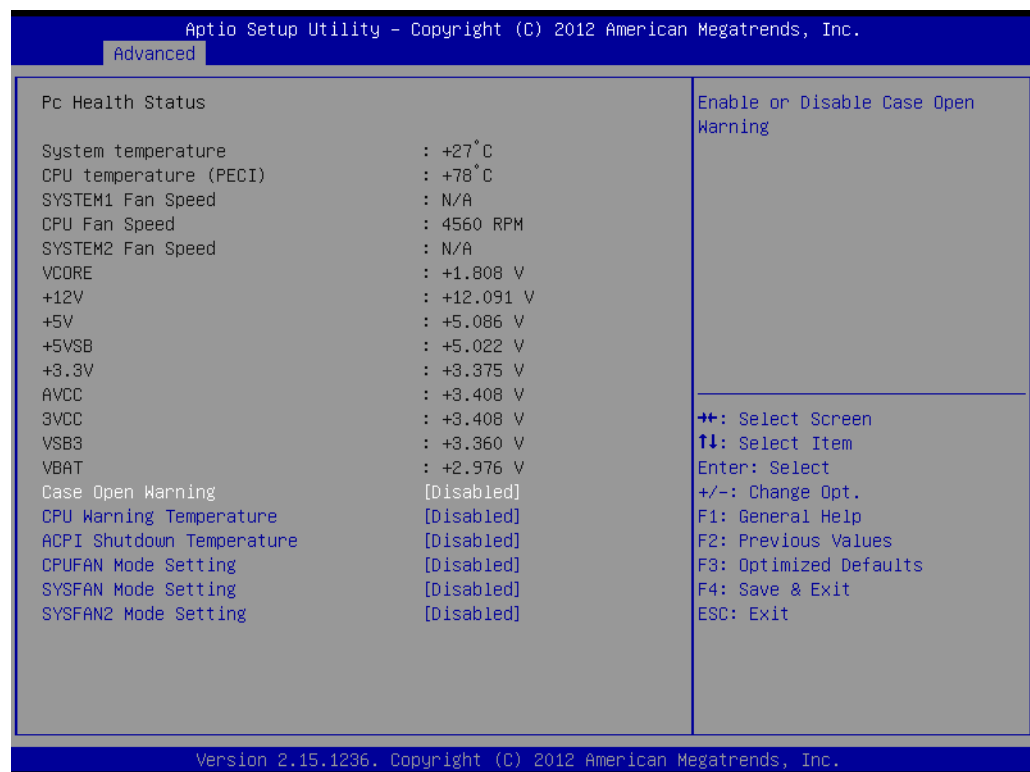 Aptio Setup Utility – Copyright (C) 2012 American Megatrends, Inc.
Advanced
Pc Health Status
System temperature : +27°C
CPU temperature (PECI) : +78°C
SYSTEM1 Fan Speed : N/A
CPU Fan Speed : 4560 RPM
SYSTEM2 Fan Speed : N/A
VCORE : +1.808 V
+12V : +12.091 V
+5V : +5.086 V
+5VSB : +5.022 V
+3.3V : +3.375 V
AVCC : +3.408 V
3VCC : +3.408 V
VSB3 : +3.360 V
VBAT : +2.976 V
Case Open Warning [Disabled]
CPU Warning Temperature [Disabled]
ACPI Shutdown Temperature [Disabled]
CPUFAN Mode Setting [Disabled]
SYSFAN Mode Setting [Disabled]
SYSFAN2 Mode Setting [Disabled]
Enable or Disable Case Open
Warning
→←: Select Screen
↑↓: Select Item
Enter: Select
+/-: Change Opt.
F1: General Help
F2: Previous Values
F3: Optimized Defaults
F4: Save & Exit
ESC: Exit
Version 2.15.1236. Copyright (C) 2012 American Megatrends, Inc.